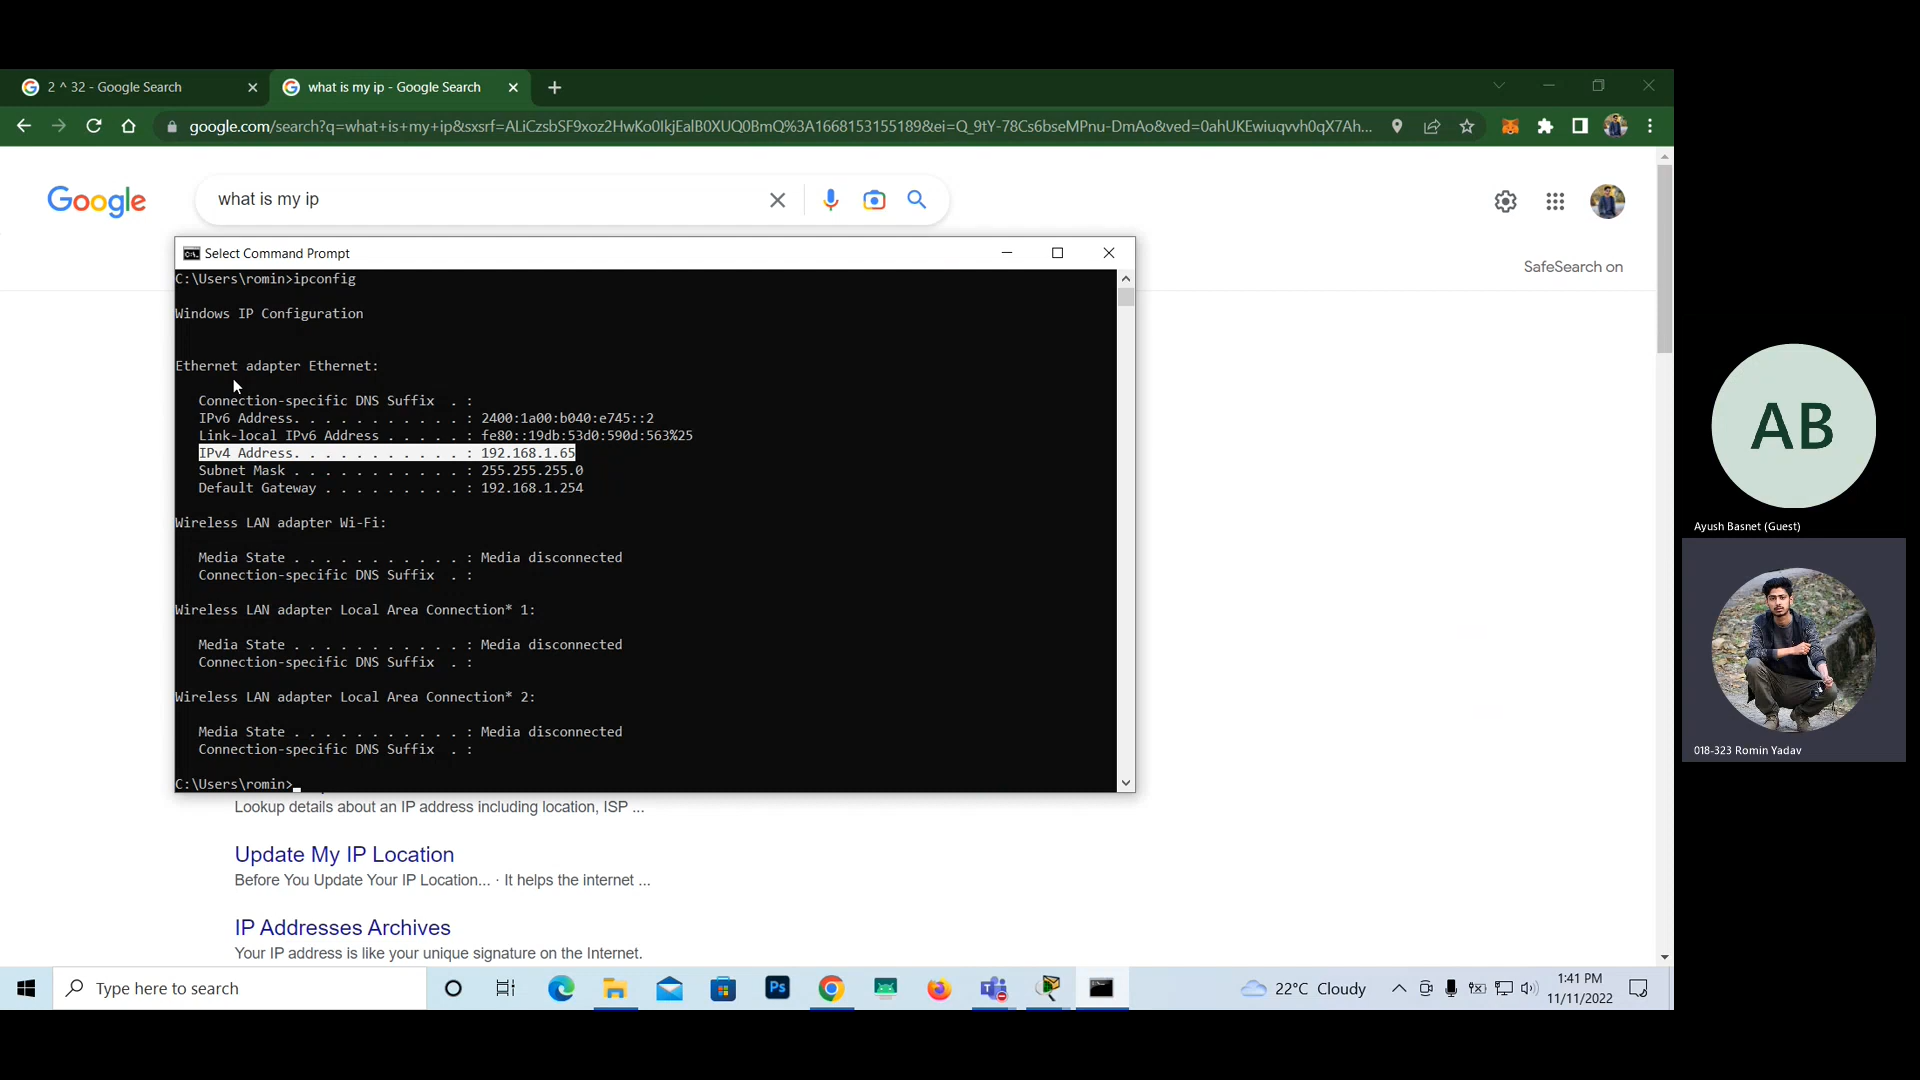 2 ^ 32 - Google Search
what is my ip - Google Search
google.com/search?q=what+is+my+ip&sxsrf=ALiCzsbSF9xoz2HwKo0IkjEalB0XUQ0BmQ%3A1668153155189&ei=Q_9tY-78Cs6bseMPnu-DmAo&ved=0ahUKEwiuqvvh0qX7Ah...
Google
what is my ip
SafeSearch on
Select Command Prompt
C:\Users\romin>ipconfig
Windows IP Configuration
Ethernet adapter Ethernet:
Connection-specific DNS Suffix  . :
IPv6 Address. . . . . . . . . . . : 2400:1a00:b040:e745::2
Link-local IPv6 Address . . . . . : fe80::19db:53d0:590d:563%25
IPv4 Address. . . . . . . . . . . : 192.168.1.65
Subnet Mask . . . . . . . . . . . : 255.255.255.0
Default Gateway . . . . . . . . . : 192.168.1.254
Wireless LAN adapter Wi-Fi:
Media State . . . . . . . . . . . : Media disconnected
Connection-specific DNS Suffix  . :
Wireless LAN adapter Local Area Connection* 1:
Media State . . . . . . . . . . . : Media disconnected
Connection-specific DNS Suffix  . :
Wireless LAN adapter Local Area Connection* 2:
Media State . . . . . . . . . . . : Media disconnected
Connection-specific DNS Suffix  . :
C:\Users\romin>
Lookup details about an IP address including location, ISP ...
Update My IP Location
Before You Update Your IP Location... · It helps the internet ...
IP Addresses Archives
Your IP address is like your unique signature on the Internet.
AB
Ayush Basnet (Guest)
018-323 Romin Yadav
Type here to search
Ps
22°C Cloudy
1:41 PM
11/11/2022